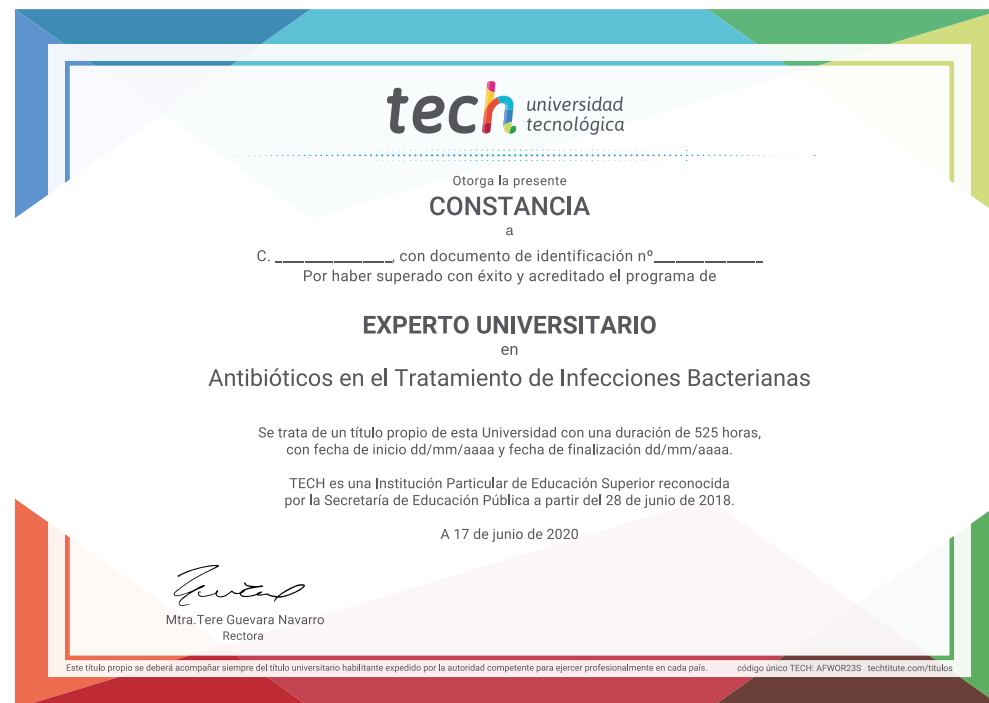 tech universidad
tecnológica
Otorga la presente
CONSTANCIA
a
C. ______________, con documento de identificación nº_____________
Por haber superado con éxito y acreditado el programa de
EXPERTO UNIVERSITARIO
en
Antibióticos en el Tratamiento de Infecciones Bacterianas
Se trata de un título propio de esta Universidad con una duración de 525 horas,
con fecha de inicio dd/mm/aaaa y fecha de finalización dd/mm/aaaa.
TECH es una Institución Particular de Educación Superior reconocida
por la Secretaría de Educación Pública a partir del 28 de junio de 2018.
A 17 de junio de 2020
Mtra.Tere Guevara Navarro
Rectora
Este título propio se deberá acompañar siempre del título universitario habilitante expedido por la autoridad competente para ejercer profesionalmente en cada país. código único TECH: AFWOR23S techtitute.com/titulos